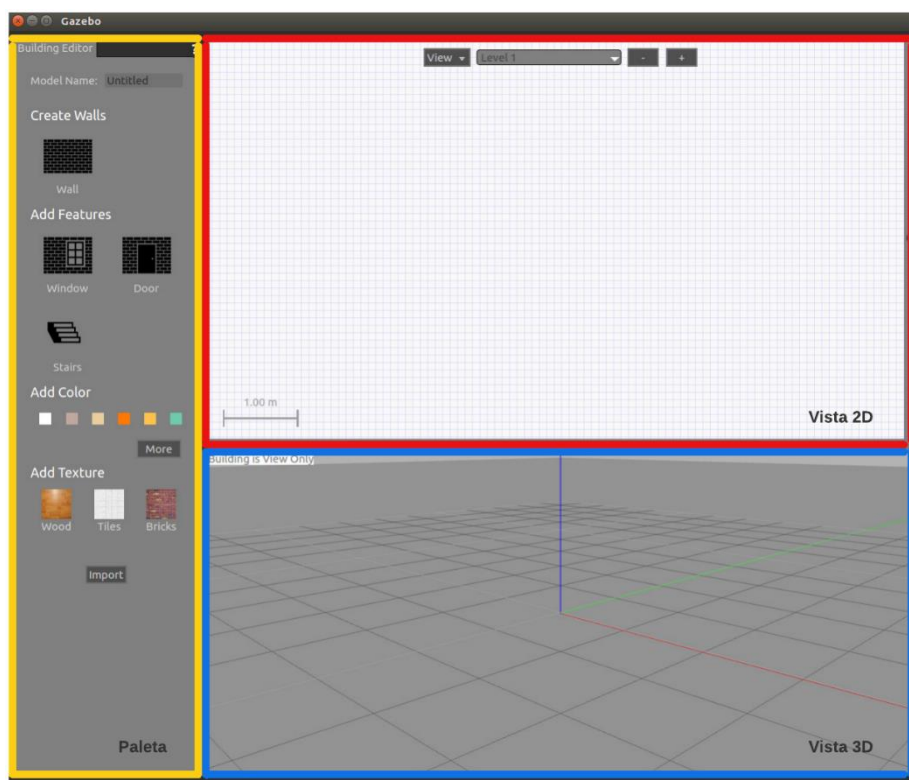 Gazebo
Building Editor
?
Model Name: Untitled
Create Walls
Wall
Add Features
Window Door
Stairs
Add Color
More
Add Texture
Wood Tiles Bricks
Import
Paleta
View Level 1 - +
1.00 m
Vista 2D
Building is View Only
Vista 3D